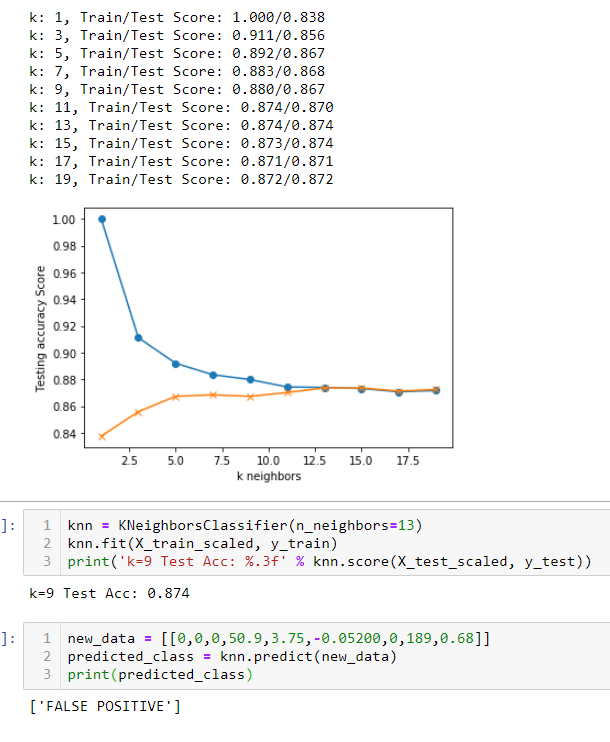 k: 1, Train/Test Score: 1.000/0.838
k: 3, Train/Test Score: 0.911/0.856
k: 5, Train/Test Score: 0.892/0.867
k: 7, Train/Test Score: 0.883/0.868
k: 9, Train/Test Score: 0.880/0.867
k: 11, Train/Test Score: 0.874/0.870
k: 13, Train/Test Score: 0.874/0.874
k: 15, Train/Test Score: 0.873/0.874
k: 17, Train/Test Score: 0.871/0.871
k: 19, Train/Test Score: 0.872/0.872
Testing accuracy Score
1.00
0.98
0.96
0.94
0.92
0.90
0.88
0.86
0.84
2.5 5.0 7.5 10.0 12.5 15.0 17.5
k neighbors
]: 1 knn = KNeighborsClassifier(n_neighbors=13)
2 knn.fit(X_train_scaled, y_train)
3 print('k=9 Test Acc: %.3f' % knn.score(X_test_scaled, y_test))
k=9 Test Acc: 0.874
]: 1 new_data = [[0,0,0,50.9,3.75,-0.05200,0,189,0.68]]
2 predicted_class = knn.predict(new_data)
3 print(predicted_class)
['FALSE POSITIVE']